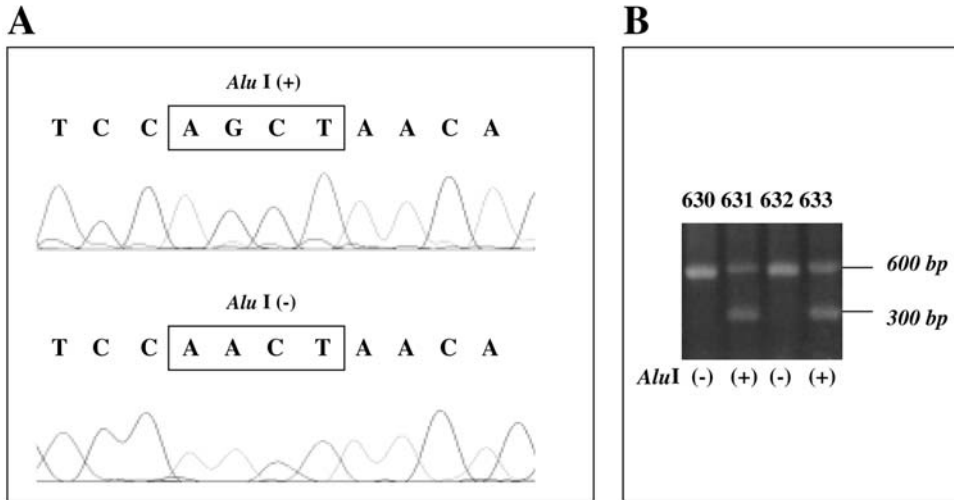 A
Alu I (+)
T C C A G C T A A C A
Alu I (-)
T C C A A C T A A C A
B
630 631 632 633
600 bp
300 bp
AluI (-) (+) (-) (+)